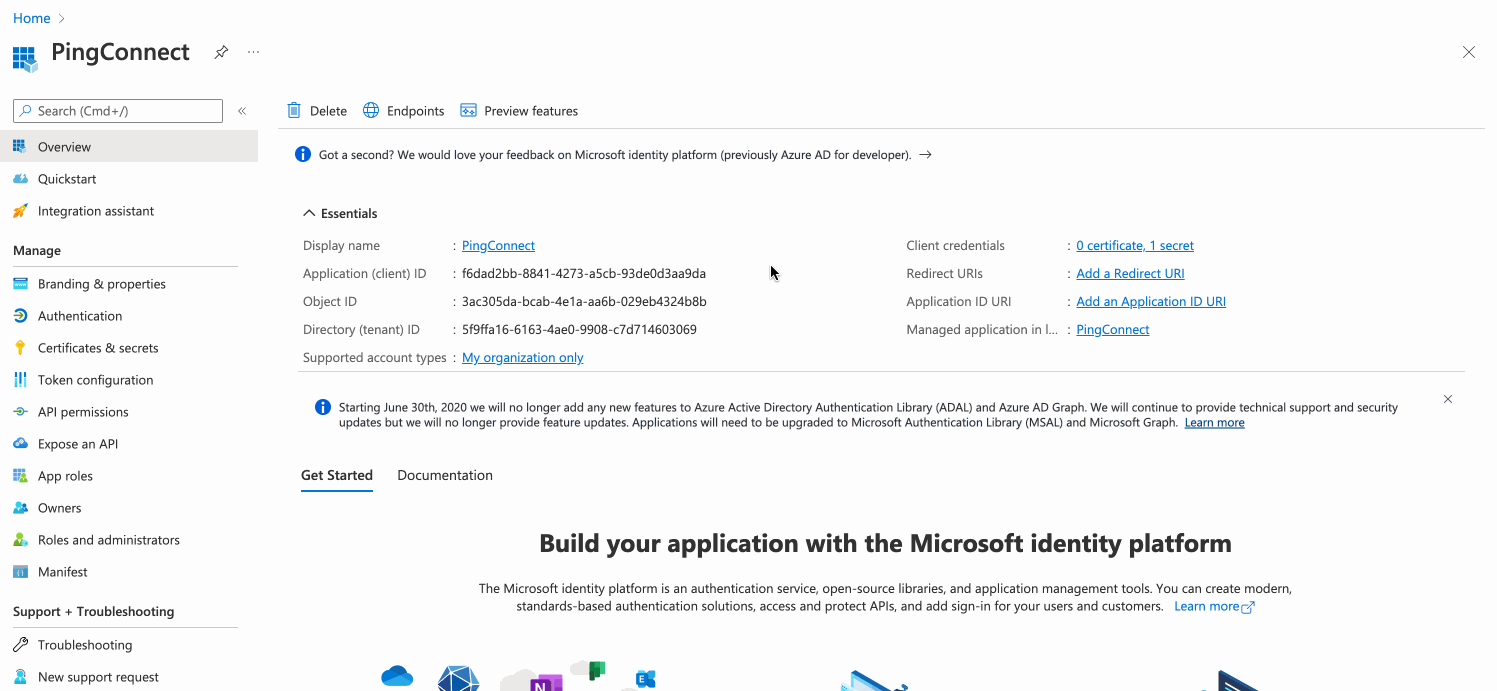 Home
PingConnect
Search (Cmd+/)
Overview
Quickstart
Integration assistant
Manage
Branding & properties
Authentication
Certificates & secrets
Token configuration
API permissions
Expose an API
App roles
Owners
Roles and administrators
Manifest
Support + Troubleshooting
Troubleshooting
New support request
Delete Endpoints Preview features
Got a second? We would love your feedback on Microsoft identity platform (previously Azure AD for developer). →
Essentials
Display name : PingConnect
Application (client) ID : f6dad2bb-8841-4273-a5cb-93de0d3aa9da
Object ID : 3ac305da-bcab-4e1a-aa6b-029eb4324b8b
Directory (tenant) ID : 5f9ffa16-6163-4ae0-9908-c7d714603069
Supported account types : My organization only
Client credentials : 0 certificate, 1 secret
Redirect URIs : Add a Redirect URI
Application ID URI : Add an Application ID URI
Managed application in l... : PingConnect
Starting June 30th, 2020 we will no longer add any new features to Azure Active Directory Authentication Library (ADAL) and Azure AD Graph. We will continue to provide technical support and security
updates but we will no longer provide feature updates. Applications will need to be upgraded to Microsoft Authentication Library (MSAL) and Microsoft Graph. Learn more
Get Started Documentation
Build your application with the Microsoft identity platform
The Microsoft identity platform is an authentication service, open-source libraries, and application management tools. You can create modern,
standards-based authentication solutions, access and protect APIs, and add sign-in for your users and customers. Learn more
N
E